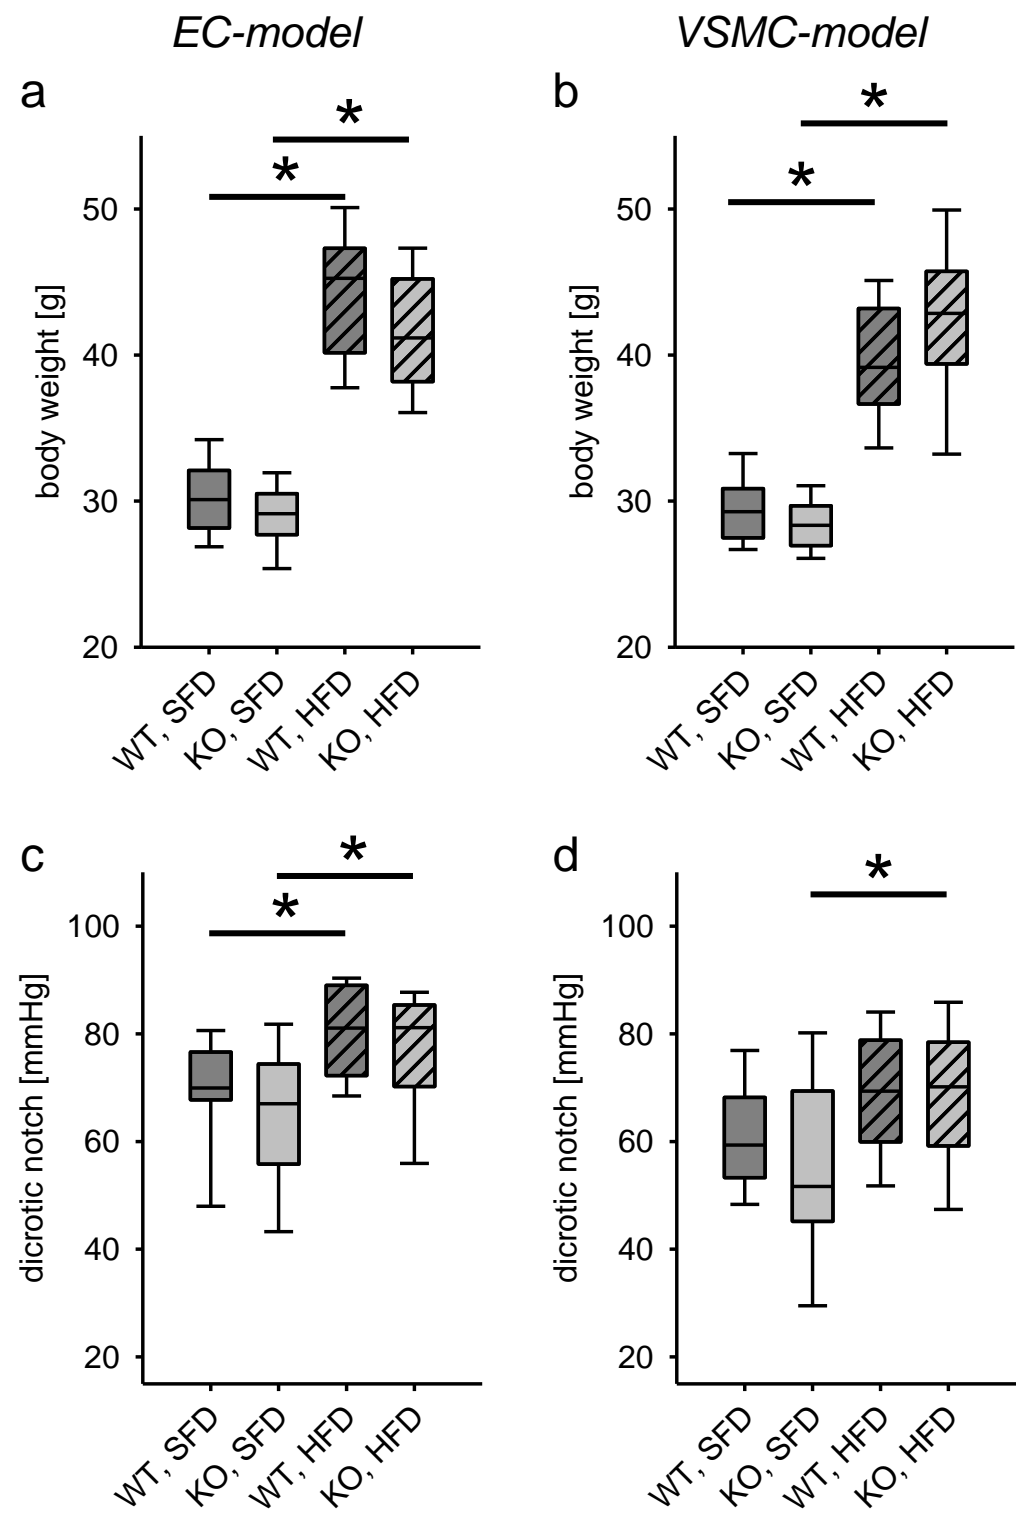 EC-model
VSMC-model
a
*
*
body weight [g]
50
40
30
20
WT, SFD
KO, SFD
WT, HFD
KO, HFD
b
*
*
body weight [g]
50
40
30
20
WT, SFD
KO, SFD
WT, HFD
KO, HFD
c
*
*
dicrotic notch [mmHg]
100
80
60
40
20
WT, SFD
KO, SFD
WT, HFD
KO, HFD
d
*
dicrotic notch [mmHg]
100
80
60
40
20
WT, SFD
KO, SFD
WT, HFD
KO, HFD